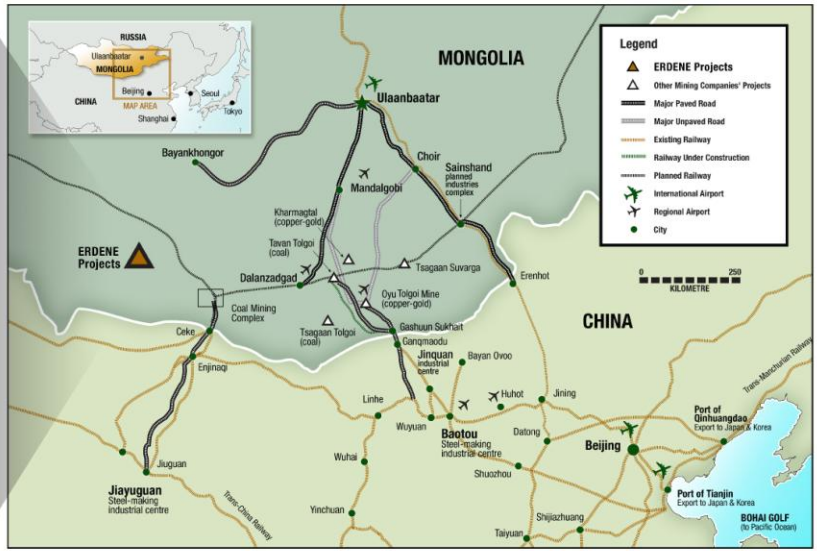 RUSSIA
Ulaanbaatar
MONGOLIA
Beijing
CHINA
MAP AREA
Seoul
Shanghai
Tokyo
MONGOLIA
Legend
ERDENE Projects
Other Mining Companies' Projects
Major Paved Road
Major Unpaved Road
Existing Railway
Railway Under Construction
Planned Railway
International Airport
Regional Airport
City
0
250
KILOMETRE
Ulaanbaatar
Bayankhongor
Choir
Sainshand
planned
industries
complex
Mandalgobi
Kharmagtal
(copper-gold)
Tavan Tolgoi
(coal)
ERDENE
Projects
Dalanzadgad
Tsagaan Suvarga
Oyu Tolgoi Mine
(copper-gold)
Erenhot
Coal Mining
Complex
Tsagaan Tolgoi
(coal)
Gashuun Sukhait
CHINA
Ceke
Ganqmaodu
Enjinaqi
Jinquan
industrial
centre
Bayan Ovoo
Trans-Manchurian Railway
Linhe
Huhot
Jining
Port of
Qinhuangdao
Export to Japan & Korea
Wuyuan
Baotou
Steel-making
industrial centre
Datong
Beijing
Wuhai
Shuozhou
Jiuguan
Jiayuguan
Steel-making
industrial centre
Trans-China Railway
Port of Tianjin
Export to Japan & Korea
Yinchuan
Shijiazhuang
Taiyuan
BOHAI GOLF
(to Pacific Ocean)